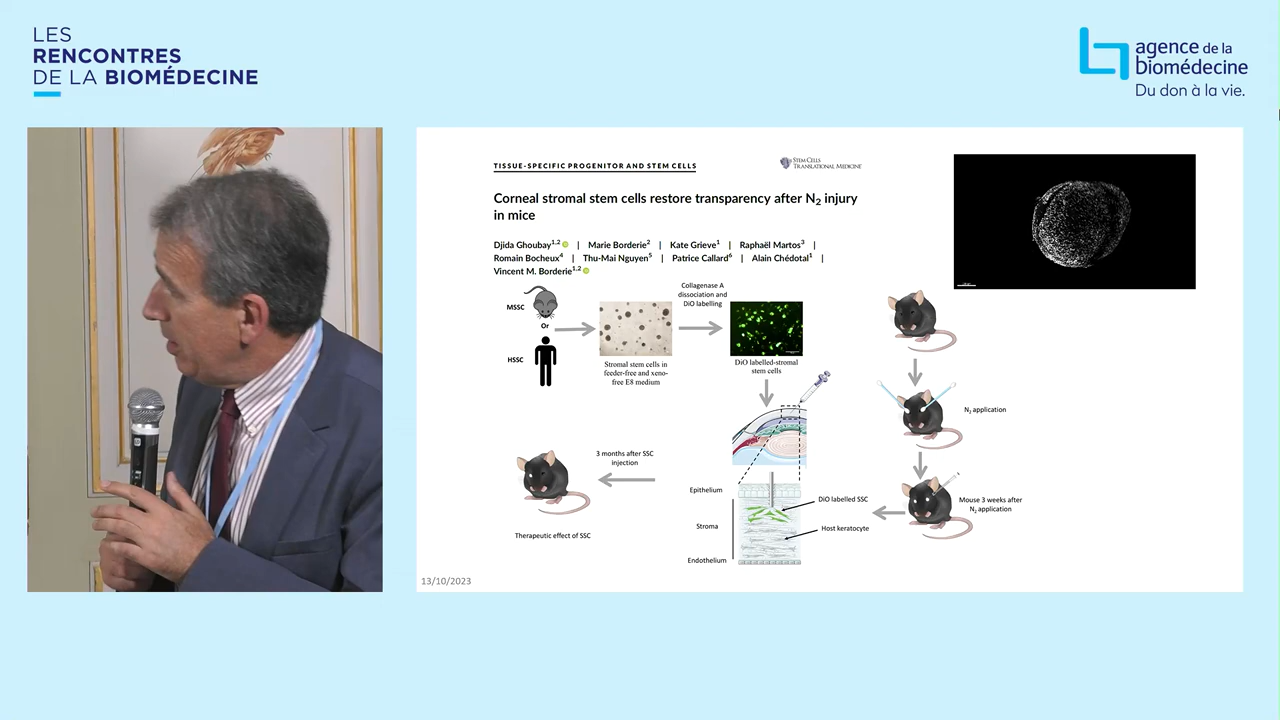 LES
RENCONTRES
DE LA BIOMÉDECINE
agence de la
biomédecine
Du don à la vie.
TISSUE-SPECIFIC PROGENITOR AND STEM CELLS
STEM CELLS
TRANSLATIONAL MEDICINE
Corneal stromal stem cells restore transparency after N2 injury
in mice
Djida Ghoubay1,2 | Marie Borderie2 | Kate Grieve1 | Raphaël Martos3 |
Romain Bocheux4 | Thu-Mai Nguyen5 | Patrice Callard6 | Alain Chédotal1 |
Vincent M. Borderie1,2
MSSC
Or
HSSC
Stromal stem cells in
feeder-free and xeno-
free E8 medium
Collagenase A
dissociation and
DiO labelling
DiO labelled-stromal
stem cells
N2 application
Mouse 3 weeks after
N2 application
Epithelium
Stroma
Endothelium
DiO labelled SSC
Host keratocyte
3 months after SSC
injection
Therapeutic effect of SSC
13/10/2023